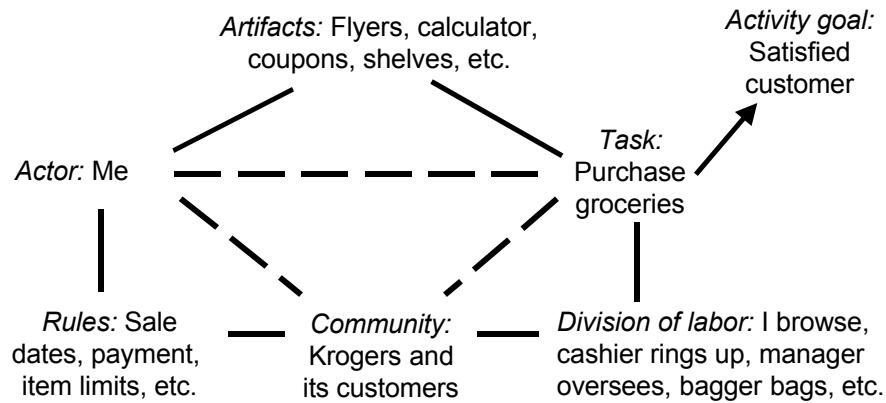 Artifacts: Flyers, calculator,
coupons, shelves, etc.
Activity goal:
Satisfied
customer
Actor: Me
Task:
Purchase
groceries
Rules: Sale
dates, payment,
item limits, etc.
Community:
Krogers and
its customers
Division of labor: I browse,
cashier rings up, manager
oversees, bagger bags, etc.